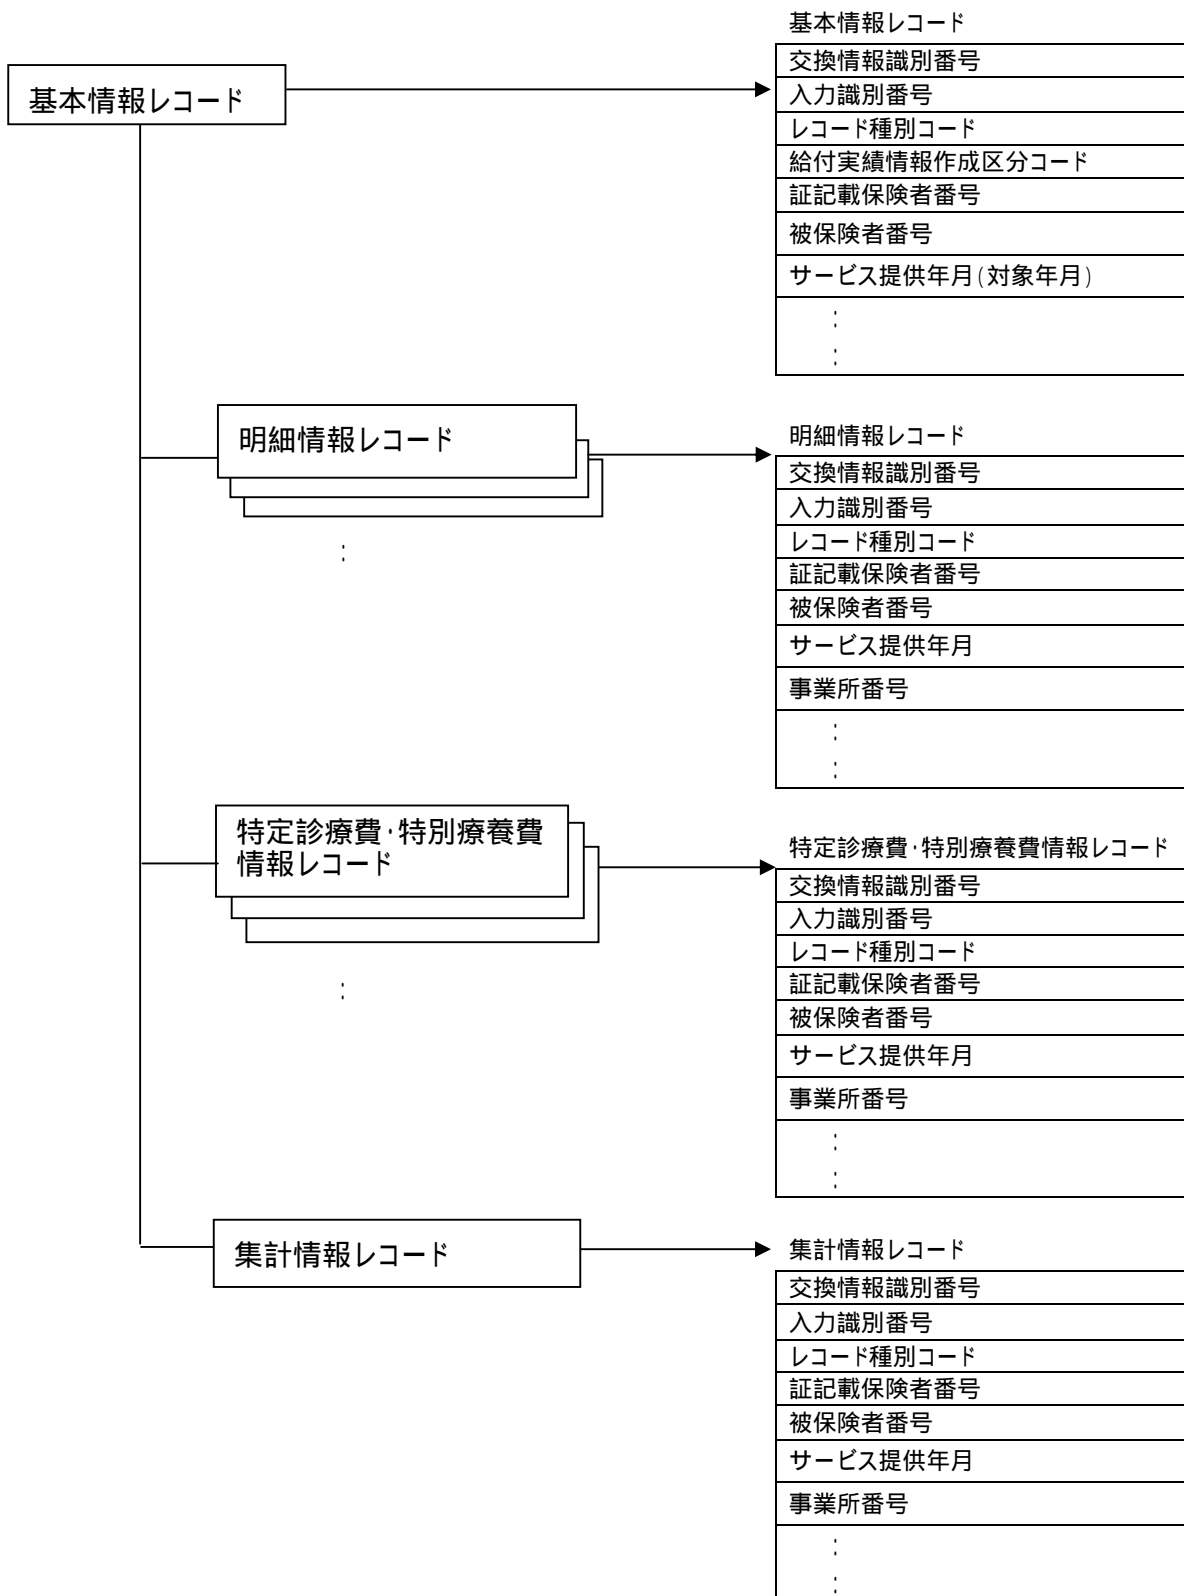 基本情報レコード
基本情報レコード
交換情報識別番号
入力識別番号
レコード種別コード
給付実績情報作成区分コード
証記載保険者番号
被保険者番号
サービス提供年月(対象年月)
:
:
明細情報レコード
:
明細情報レコード
交換情報識別番号
入力識別番号
レコード種別コード
証記載保険者番号
被保険者番号
サービス提供年月
事業所番号
:
:
特定診療費・特別療養費
情報レコード
:
特定診療費・特別療養費情報レコード
交換情報識別番号
入力識別番号
レコード種別コード
証記載保険者番号
被保険者番号
サービス提供年月
事業所番号
:
:
集計情報レコード
集計情報レコード
交換情報識別番号
入力識別番号
レコード種別コード
証記載保険者番号
被保険者番号
サービス提供年月
事業所番号
:
: